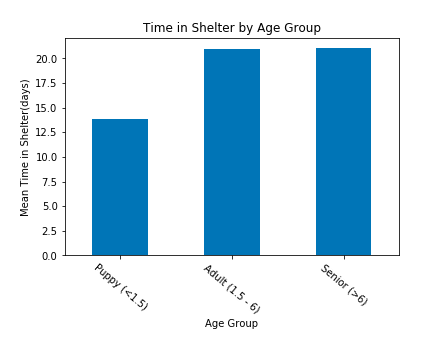 Time in Shelter by Age Group
Mean Time in Shelter(days)
20.0
17.5
15.0
12.5
10.0
7.5
5.0
2.5
0.0
Puppy (<1.5)
Adult (1.5 - 6)
Senior (>6)
Age Group